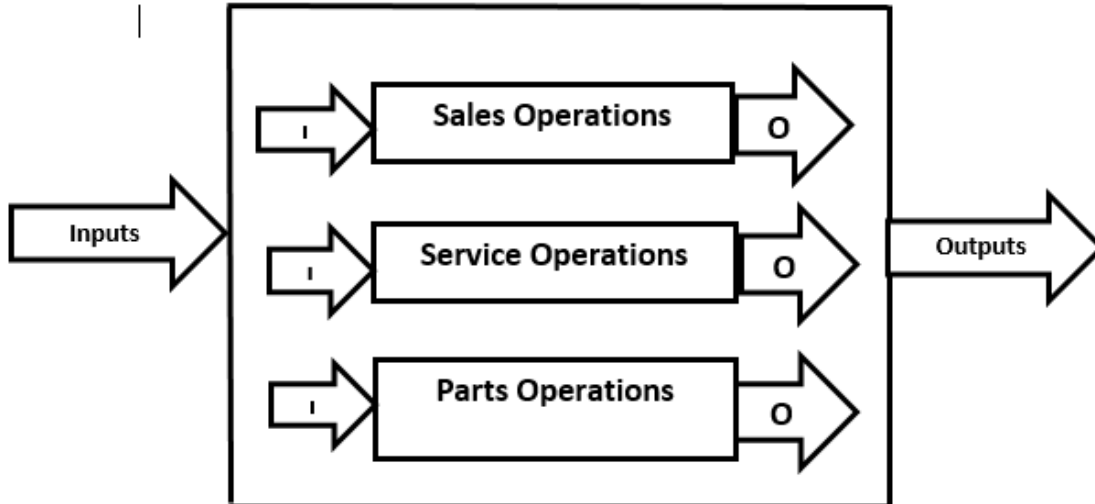 I
Sales Operations
O
Inputs
I
Service Operations
O
Outputs
I
Parts Operations
O